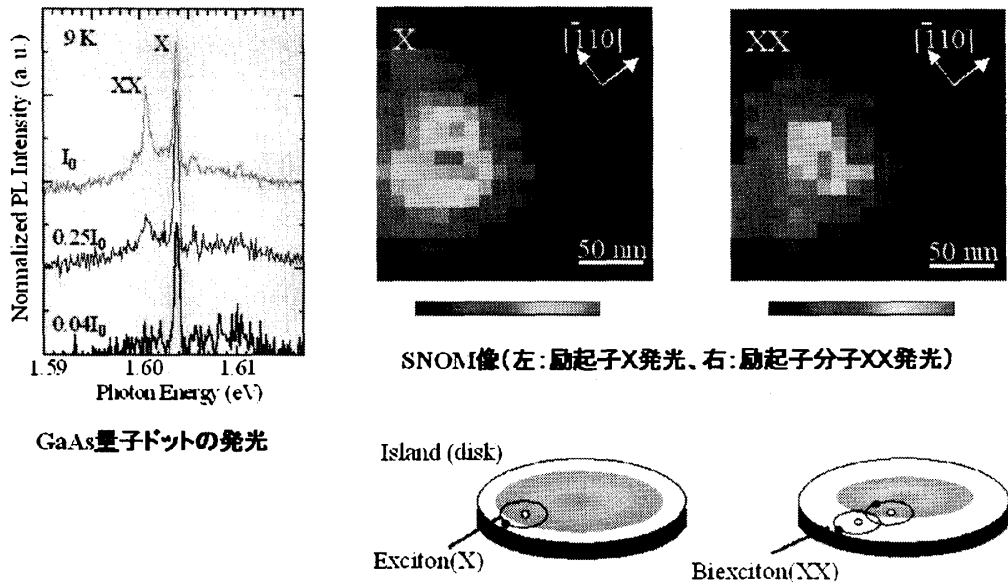 Normalized PL Intensity (a. u.)
9 K
X
XX
I₀
0.25I₀
0.04I₀
1.59 1.60 1.61
Photon Energy (eV)
GaAs量子ドットの発光
X
[1̄10]
50 nm
XX
[1̄10]
50 nm
SNOM像(左:励起子X発光、右:励起子分子XX発光)
Island (disk)
Exciton(X)
Biexciton(XX)